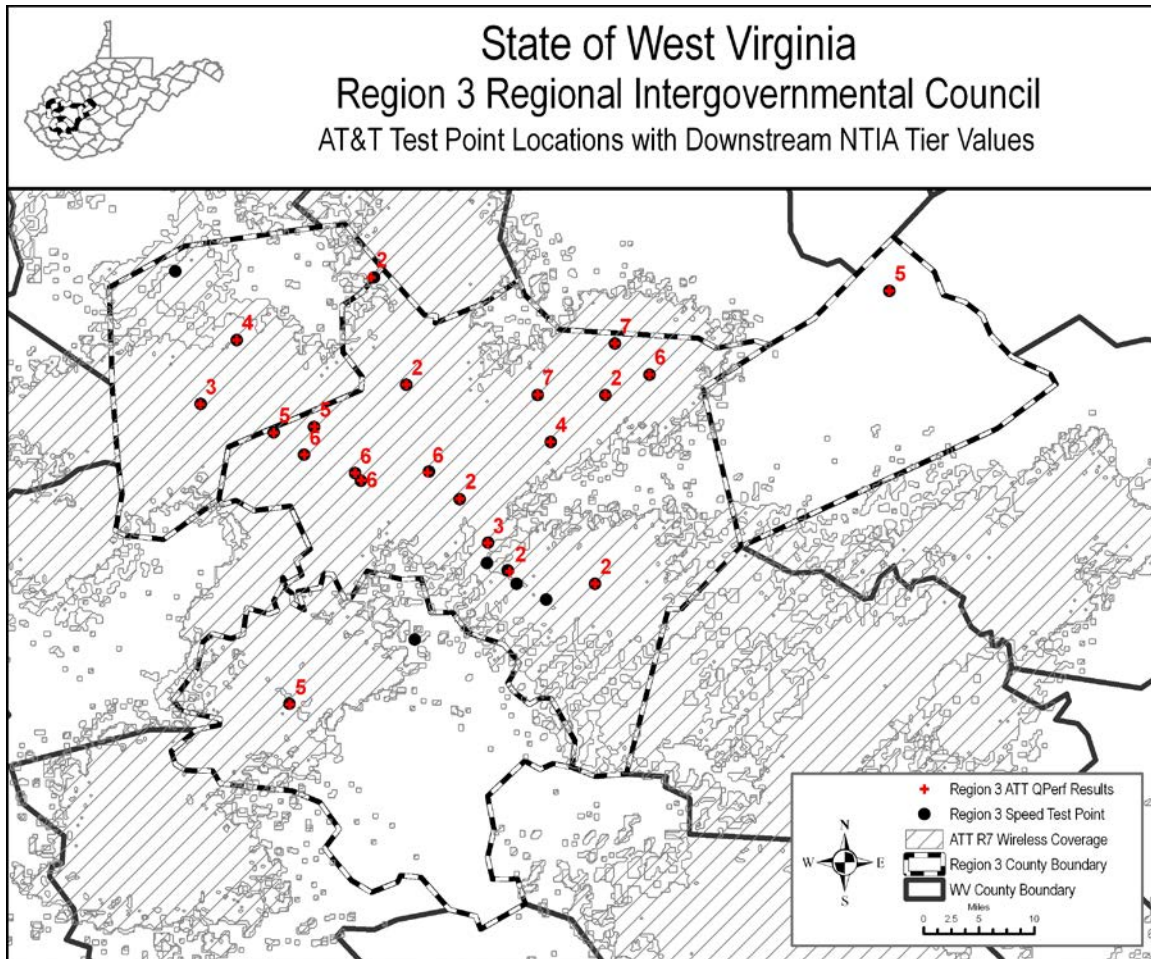 State of West Virginia
Region 3 Regional Intergovernmental Council
AT&T Test Point Locations with Downstream NTIA Tier Values
2
5
4
7
6
2
7
2
3
5
5
4
6
6
6
6
2
3
2
2
5
Region 3 ATT QPerf Results
Region 3 Speed Test Point
ATT R7 Wireless Coverage
Region 3 County Boundary
WV County Boundary
N
W E
S
Miles
0 2.5 5 10